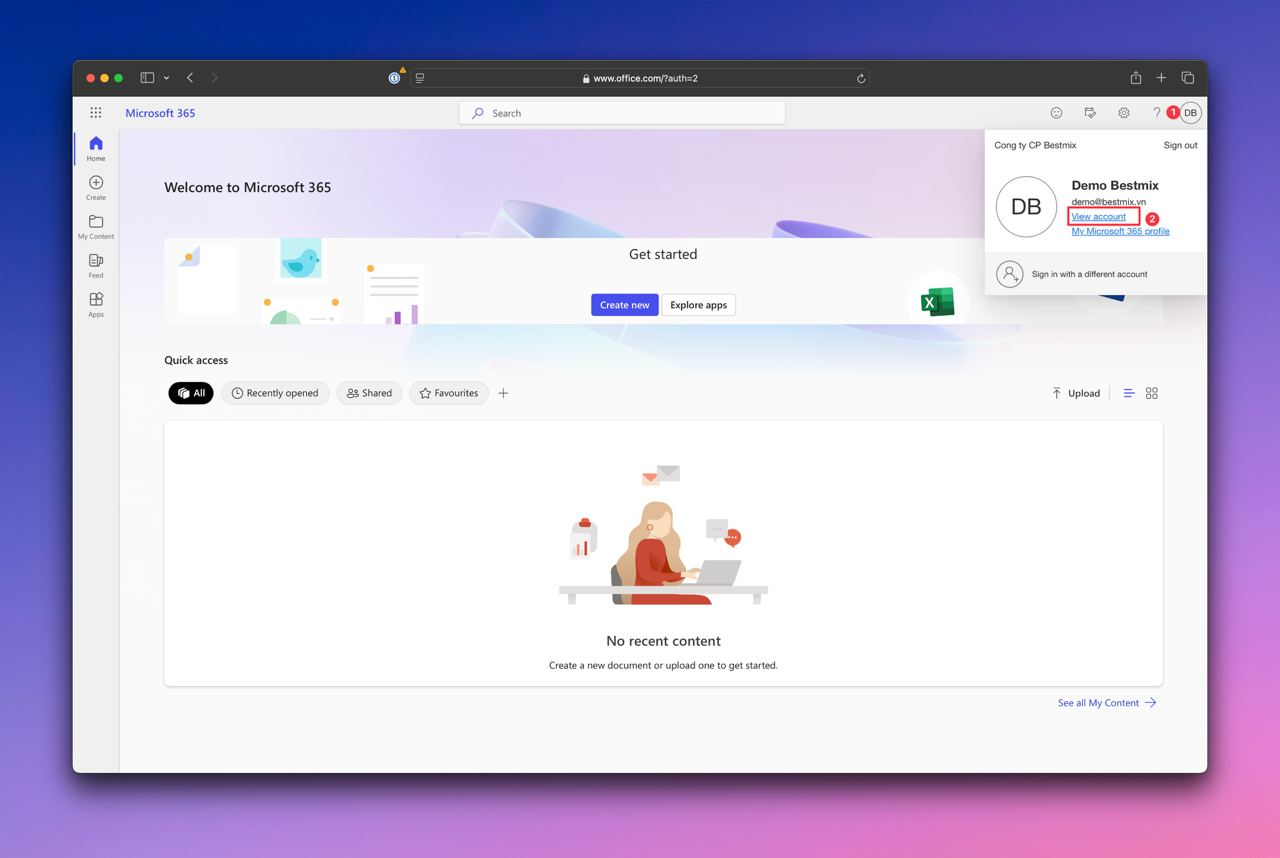 www.office.com/?auth=2
Microsoft 365
Search
? 1 DB
Home
Create
My Content
Feed
Apps
Cong ty CP Bestmix Sign out
DB
Demo Bestmix
demo@bestmix.vn
View account 2
My Microsoft 365 profile
Sign in with a different account
Welcome to Microsoft 365
Get started
Create new Explore apps
X
Quick access
All Recently opened Shared Favourites Upload
No recent content
Create a new document or upload one to get started.
See all My Content